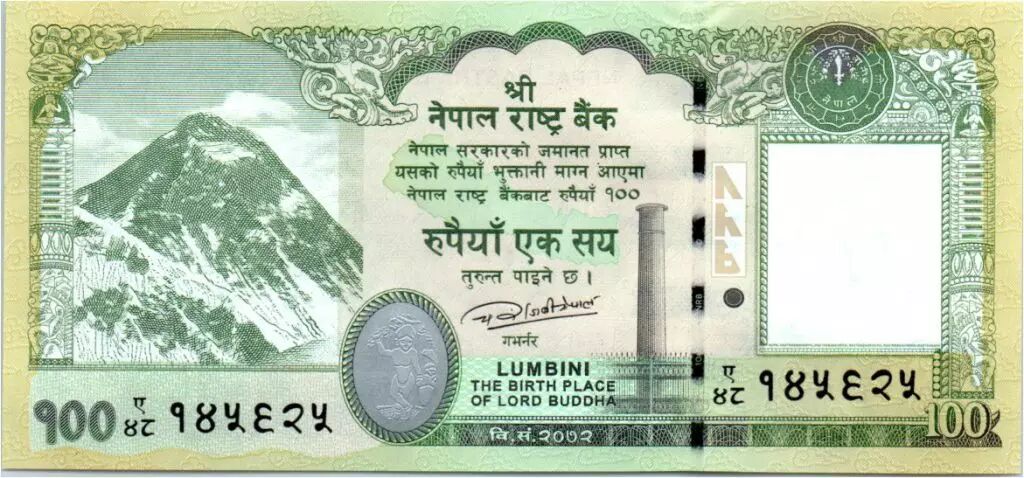 श्री
नेपाल राष्ट्र बैंक
नेपाल सरकारको जमानत प्राप्त
यसको रुपैयाँ भुक्तानी माग्न आएमा
नेपाल राष्ट्र बैंकबाट रुपैयाँ १००
रुपैयाँ एक सय
तुरुन्त पाइने छ।
गभर्नर
LUMBINI
THE BIRTH PLACE
OF LORD BUDDHA
वि.सं.२०७२
१००
ए
४८ १४५६२५
NRB
ए
४८ १४५६२५
100
नेपाल